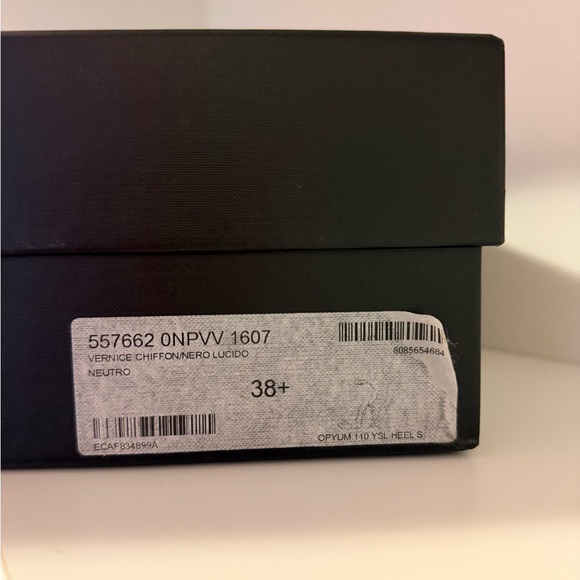 557662 0NPVV 1607
VERNICE CHIFFON/NERO LUCIDO
NEUTRO
8085654684
38+
ECAF834899A
OPYUM 110 YSL HEEL S